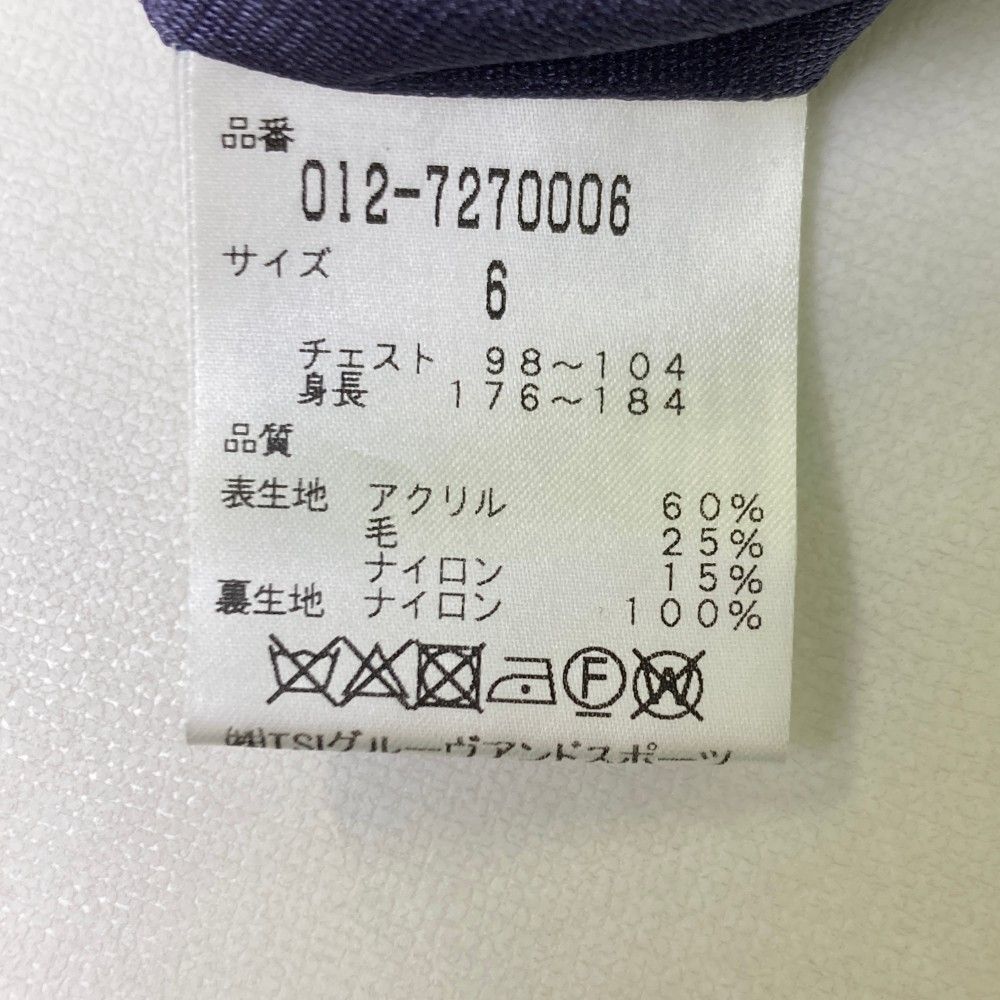 品番
012-7270006
サイズ
6
チェスト 98～104
身長 176～184
品質
表生地 アクリル 60%
毛 25%
ナイロン 15%
裏生地 ナイロン 100%
F W
㈱TSIグルーヴアンドスポーツ